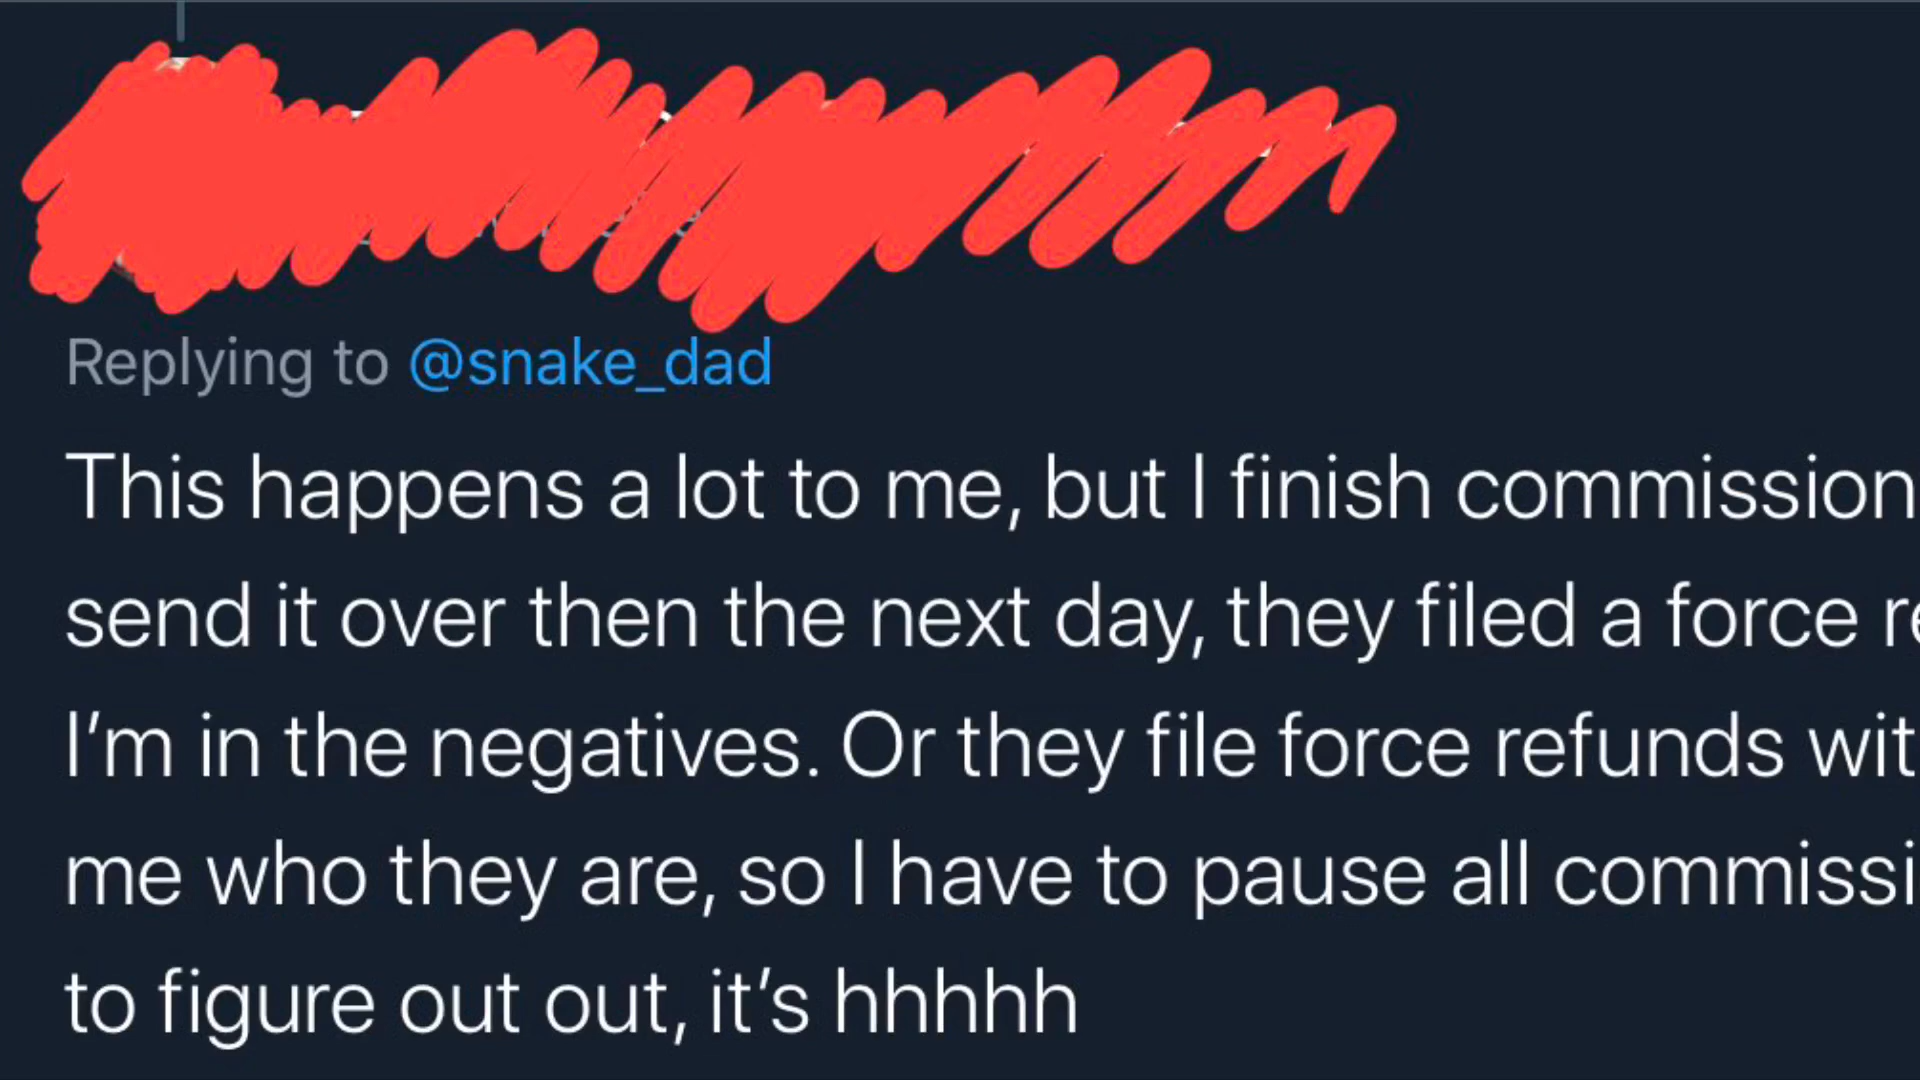 Replying to @snake_dad
This happens a lot to me, but I finish commission
send it over then the next day, they filed a force
I’m in the negatives. Or they file force refunds
me who they are, so I have to pause all
to figure out out, it’s hhhhh